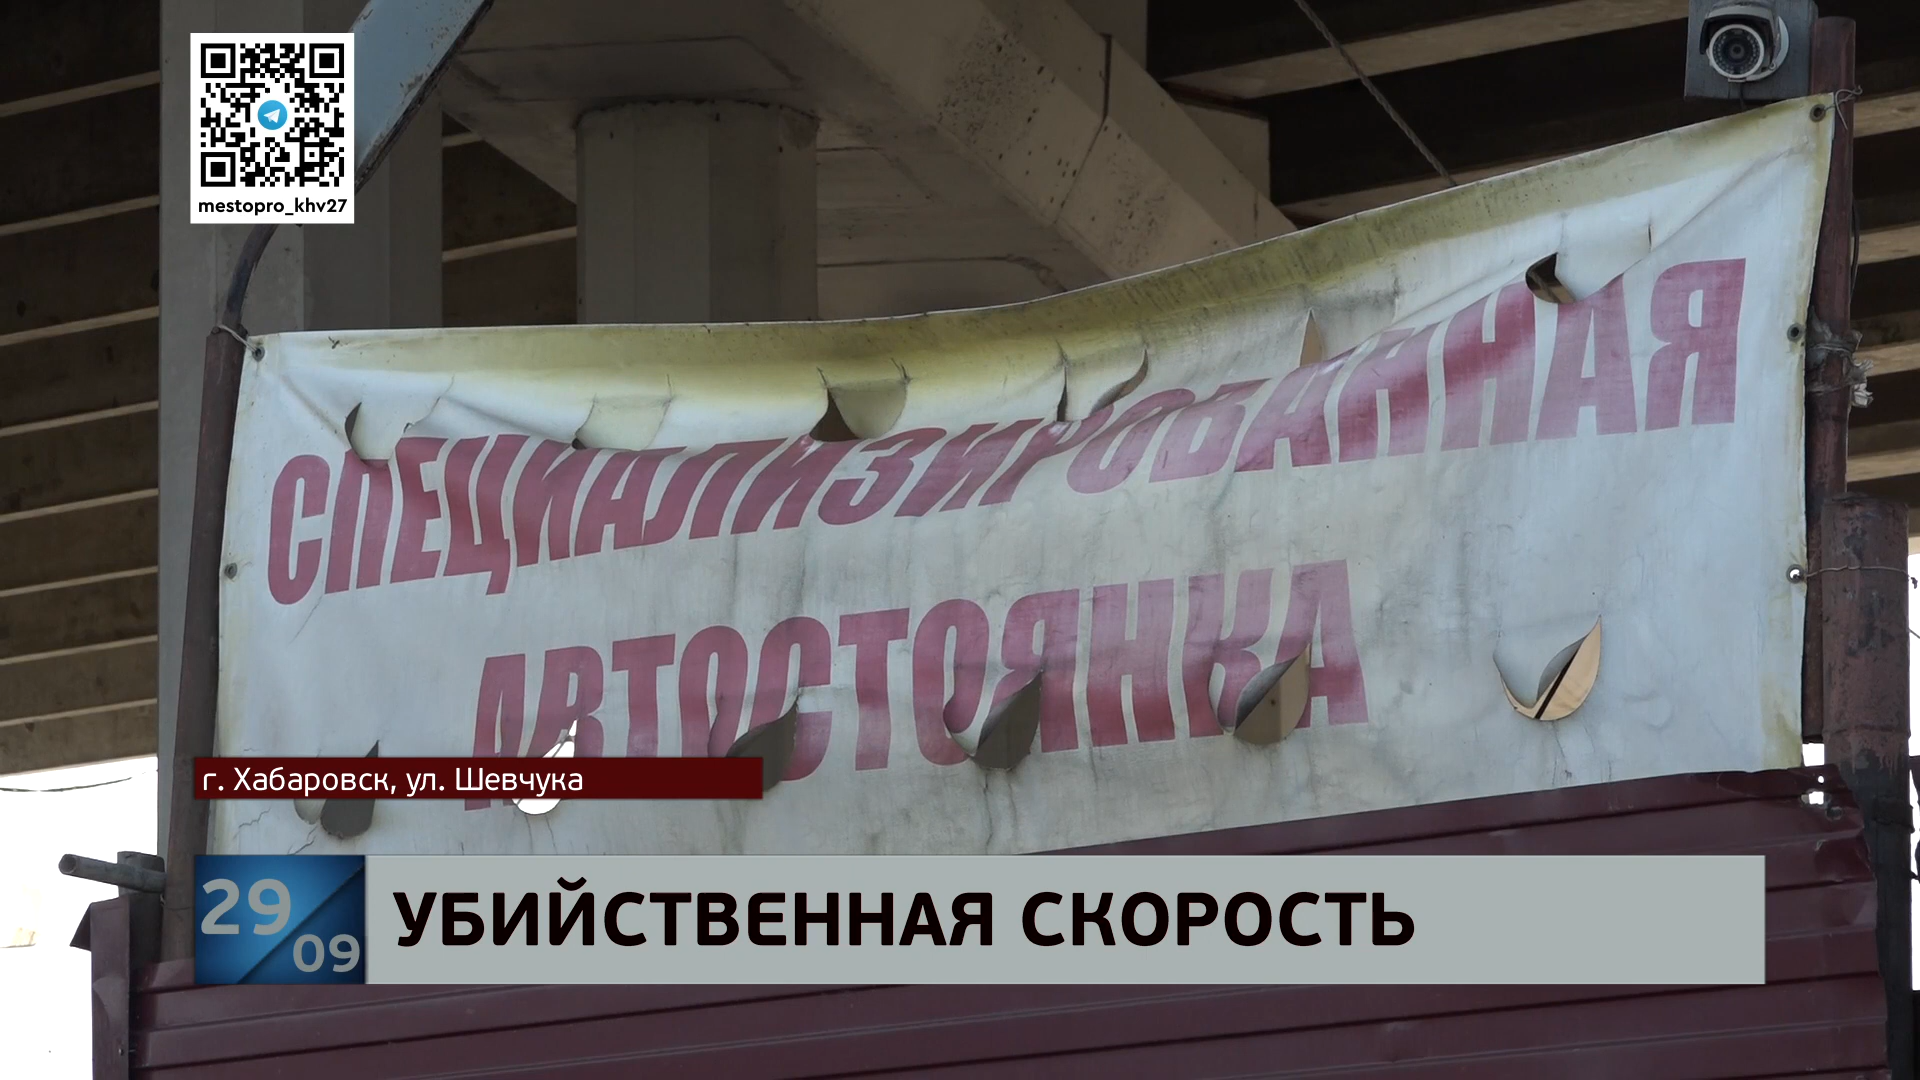 mestopro_khv27
СПЕЦИАЛИЗИРОВАННАЯ
АВТОСТОЯНКА
г. Хабаровск, ул. Шевчука
29
09
УБИЙСТВЕННАЯ СКОРОСТЬ